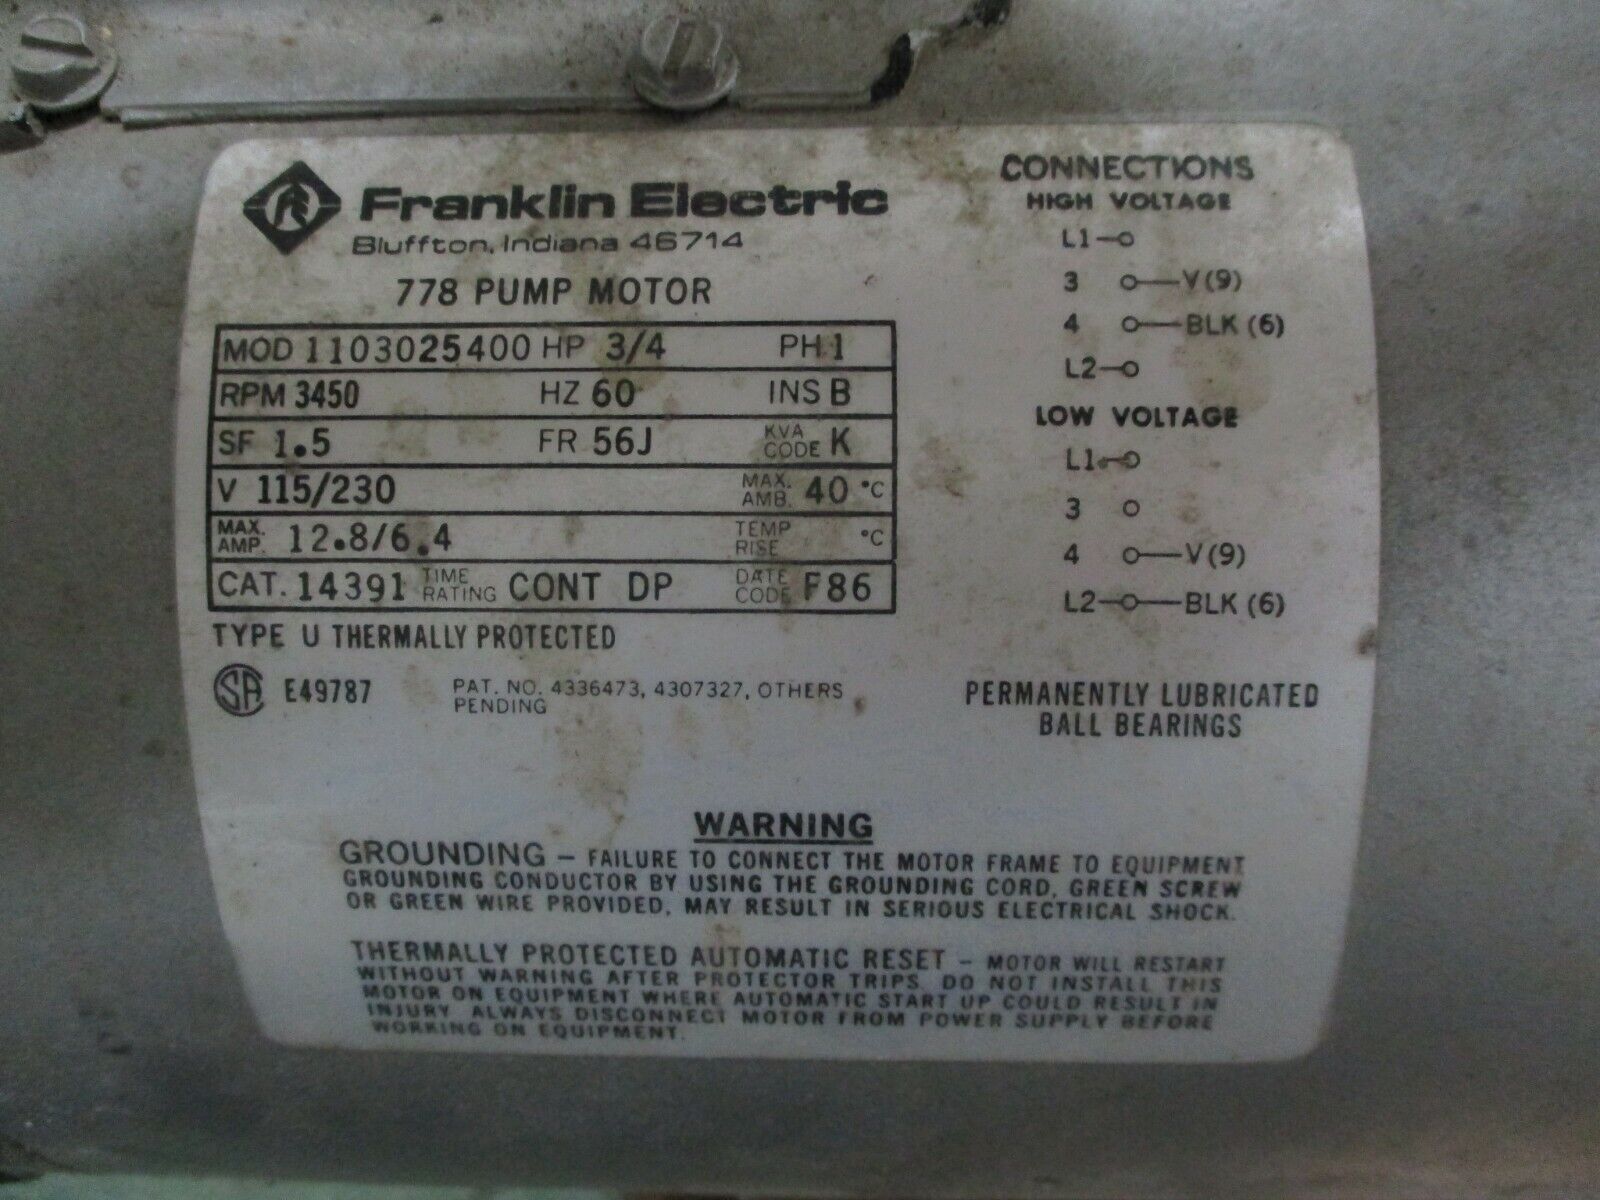 Franklin Electric
Bluffton, Indiana 46714
778 PUMP MOTOR
MOD 1103025400 HP 3/4 PH 1
RPM 3450 HZ 60 INS B
SF 1.5 FR 56J KVA CODE K
V 115/230 MAX. AMB. 40 °C
MAX. AMP. 12.8/6.4 TEMP RISE °C
CAT. 14391 TIME RATING CONT DP DATE CODE F86
TYPE U THERMALLY PROTECTED
SA E49787
PAT. NO. 4336473, 4307327, OTHERS
PENDING
CONNECTIONS
HIGH VOLTAGE
L1
3 V(9)
4 BLK (6)
L2
LOW VOLTAGE
L1
3
4 V(9)
L2 BLK (6)
PERMANENTLY LUBRICATED
BALL BEARINGS
WARNING
GROUNDING – FAILURE TO CONNECT THE MOTOR FRAME TO EQUIPMENT
GROUNDING CONDUCTOR BY USING THE GROUNDING CORD, GREEN SCREW
OR GREEN WIRE PROVIDED, MAY RESULT IN SERIOUS ELECTRICAL SHOCK.
THERMALLY PROTECTED AUTOMATIC RESET – MOTOR WILL RESTART
WITHOUT WARNING AFTER PROTECTOR TRIPS. DO NOT INSTALL THIS
MOTOR ON EQUIPMENT WHERE AUTOMATIC START UP COULD RESULT IN
INJURY. ALWAYS DISCONNECT MOTOR FROM POWER SUPPLY BEFORE
WORKING ON EQUIPMENT.